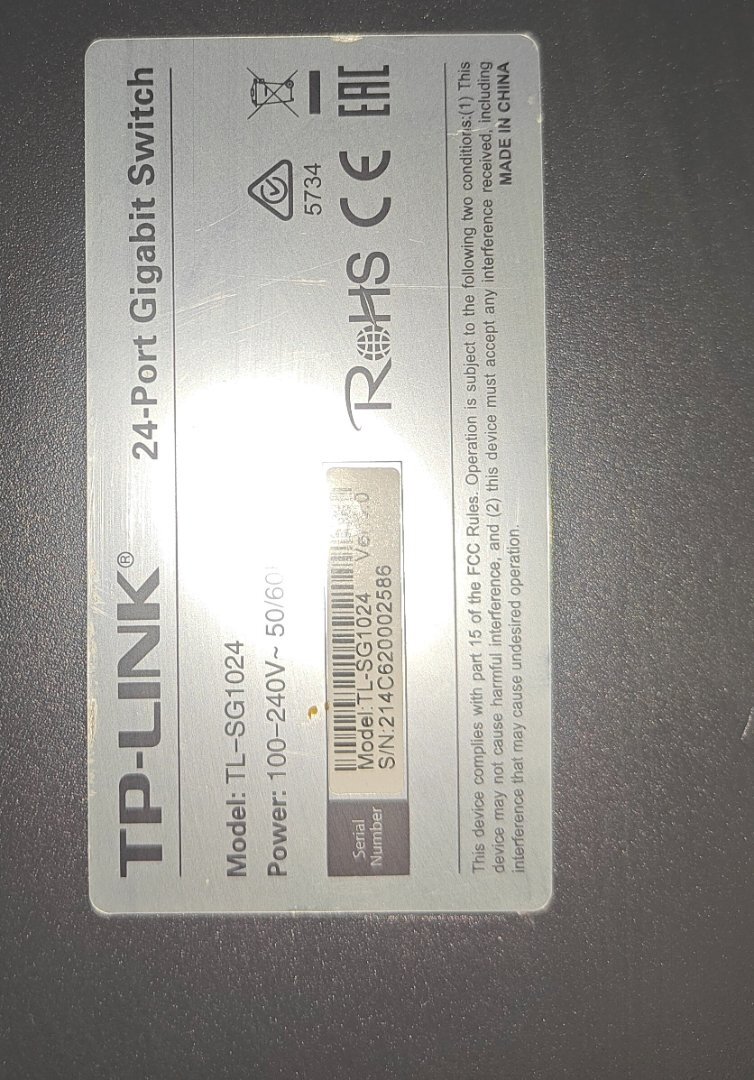 TP-LINK® 24-Port Gigabit Switch
Model: TL-SG1024
Power: 100-240V~ 50/60
5734
RoHS CE EAC
Serial
Number
Model:TL-SG1024
S/N:214C620002586
This device complies with part 15 of the FCC Rules. Operation is subject to the following two conditions:(1) This
device may not cause harmful interference, and (2) this device must accept any interference received, including
interference that may cause undesired operation.
MADE IN CHINA